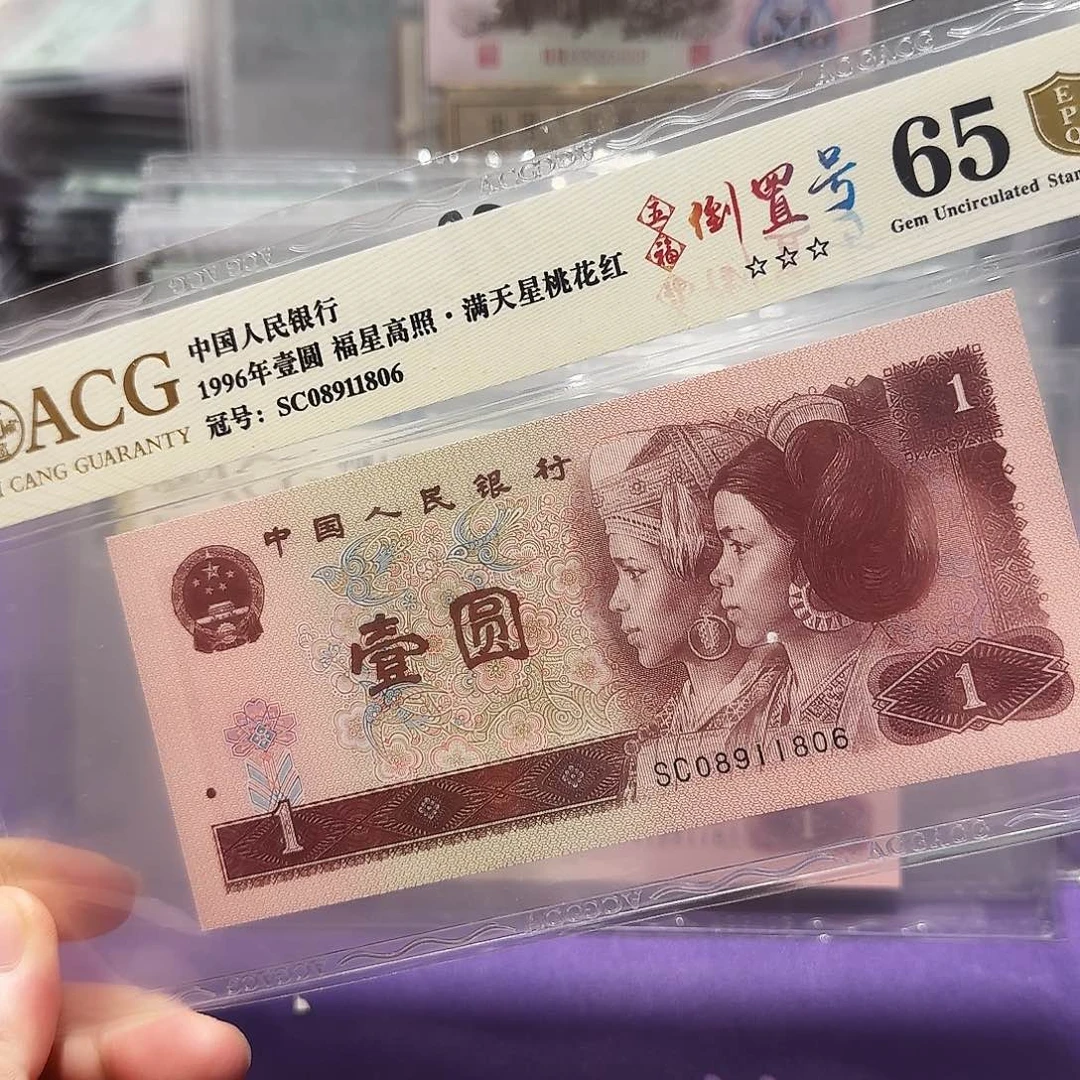 ACG
CANG GUARANTY
中国人民银行
1996年壹圆 福星高照·满天星桃花红
冠号：SC08911806
五福
倒置号
☆☆☆
65
Gem Uncirculated
EPQ
中国人民银行
壹圆
1
1
1
SC08911806